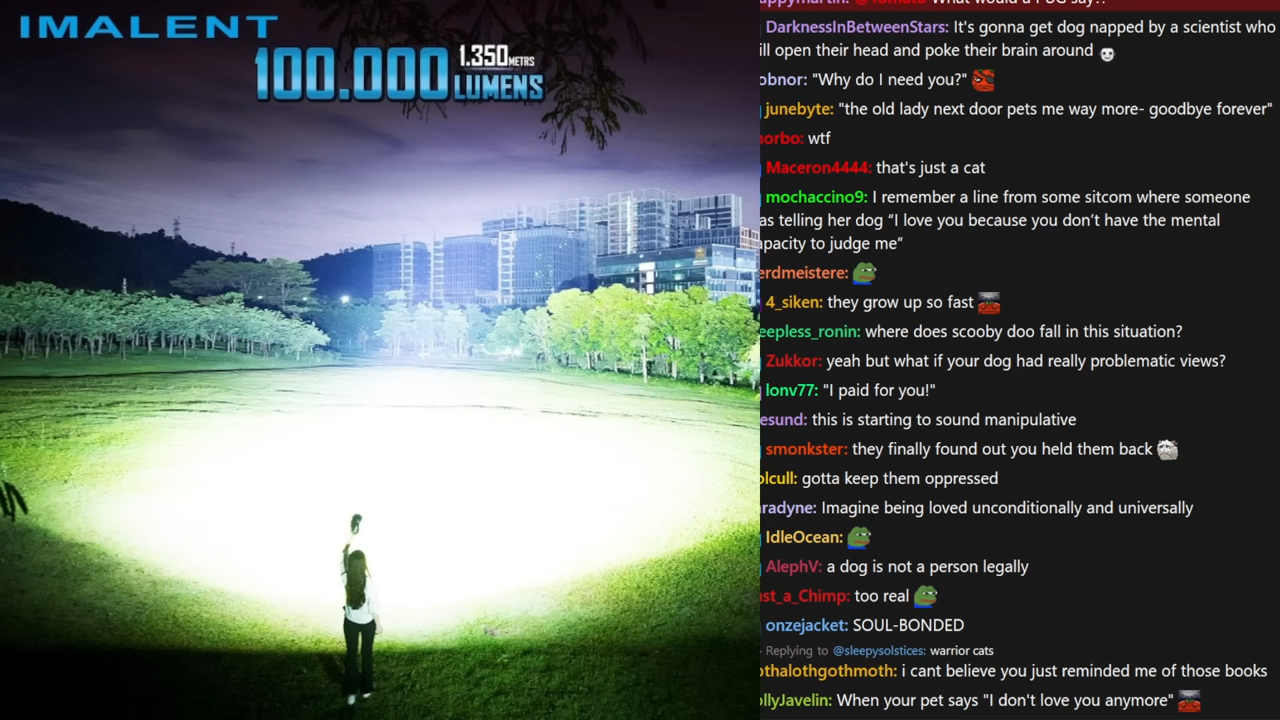 IMALENT
100.000 1.350METRS LUMENS
DarknessInBetweenStars: It's gonna get dog napped by a scientist who
ill open their head and poke their brain around
obnor: "Why do I need you?"
junebyte: "the old lady next door pets me way more- goodbye forever"
norbo: wtf
Maceron4444: that's just a cat
mochaccino9: I remember a line from some sitcom where someone
as telling her dog “I love you because you don’t have the mental
apacity to judge me”
erdmeistere:
4_siken: they grow up so fast
eepless_ronin: where does scooby doo fall in this situation?
Zukkor: yeah but what if your dog had really problematic views?
lonv77: "I paid for you!"
esund: this is starting to sound manipulative
smonkster: they finally found out you held them back
olcull: gotta keep them oppressed
aradyne: Imagine being loved unconditionally and universally
IdleOcean:
AlephV: a dog is not a person legally
ust_a_Chimp: too real
onzejacket: SOUL-BONDED
Replying to @sleepysolstices: warrior cats
othalothgothmoth: i cant believe you just reminded me of those books
ollyJavelin: When your pet says "I don't love you anymore"